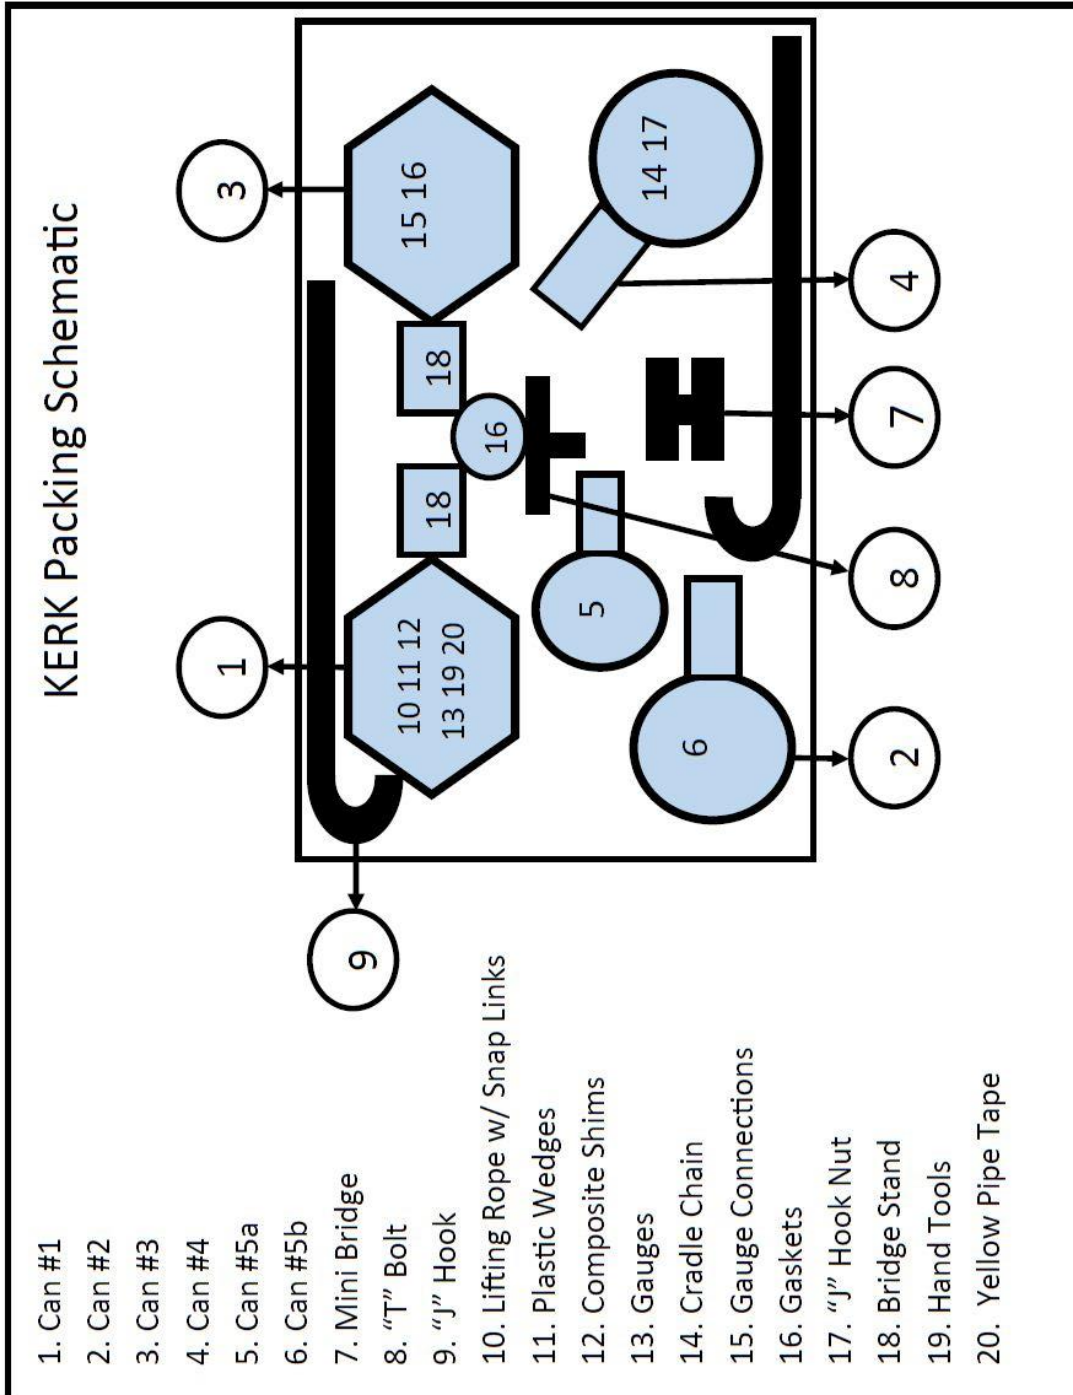 KERK Packing Schematic
1. Can #1
2. Can #2
3. Can #3
4. Can #4
5. Can #5a
6. Can #5b
7. Mini Bridge
8. “T” Bolt
9. “J” Hook
10. Lifting Rope w/ Snap Links
11. Plastic Wedges
12. Composite Shims
13. Gauges
14. Cradle Chain
15. Gauge Connections
16. Gaskets
17. “J” Hook Nut
18. Bridge Stand
19. Hand Tools
20. Yellow Pipe Tape
1
3
9
10 11 12
13 19 20
18
18
15 16
16
5
6
14 17
2
8
7
4